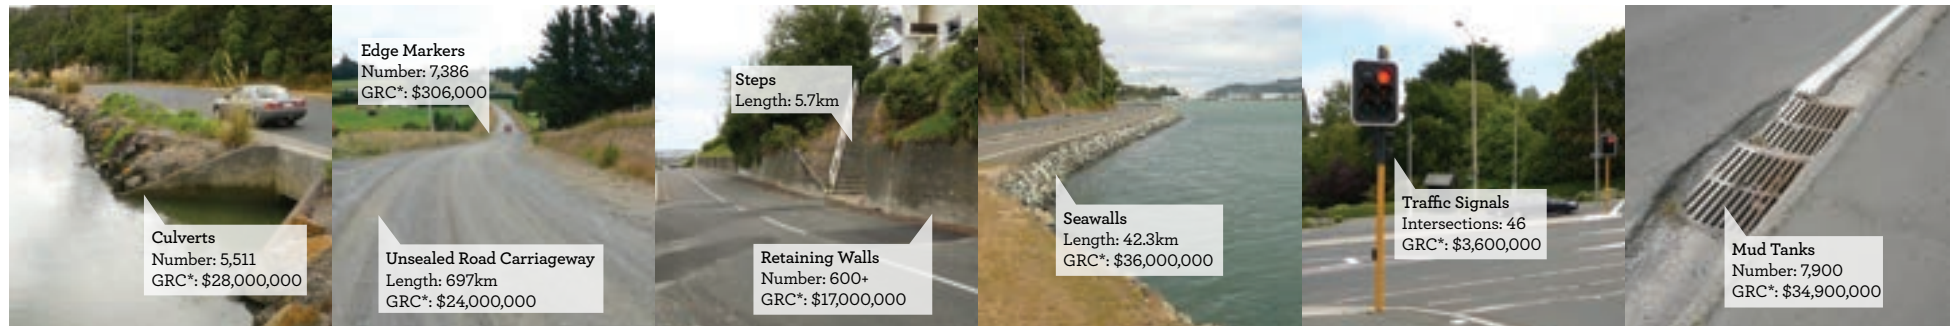 Culverts
Number: 5,511
GRC*: $28,000,000
Edge Markers
Number: 7,386
GRC*: $306,000
Unsealed Road Carriageway
Length: 697km
GRC*: $24,000,000
Steps
Length: 5.7km
Retaining Walls
Number: 600+
GRC*: $17,000,000
Seawalls
Length: 42.3km
GRC*: $36,000,000
Traffic Signals
Intersections: 46
GRC*: $3,600,000
Mud Tanks
Number: 7,900
GRC*: $34,900,000